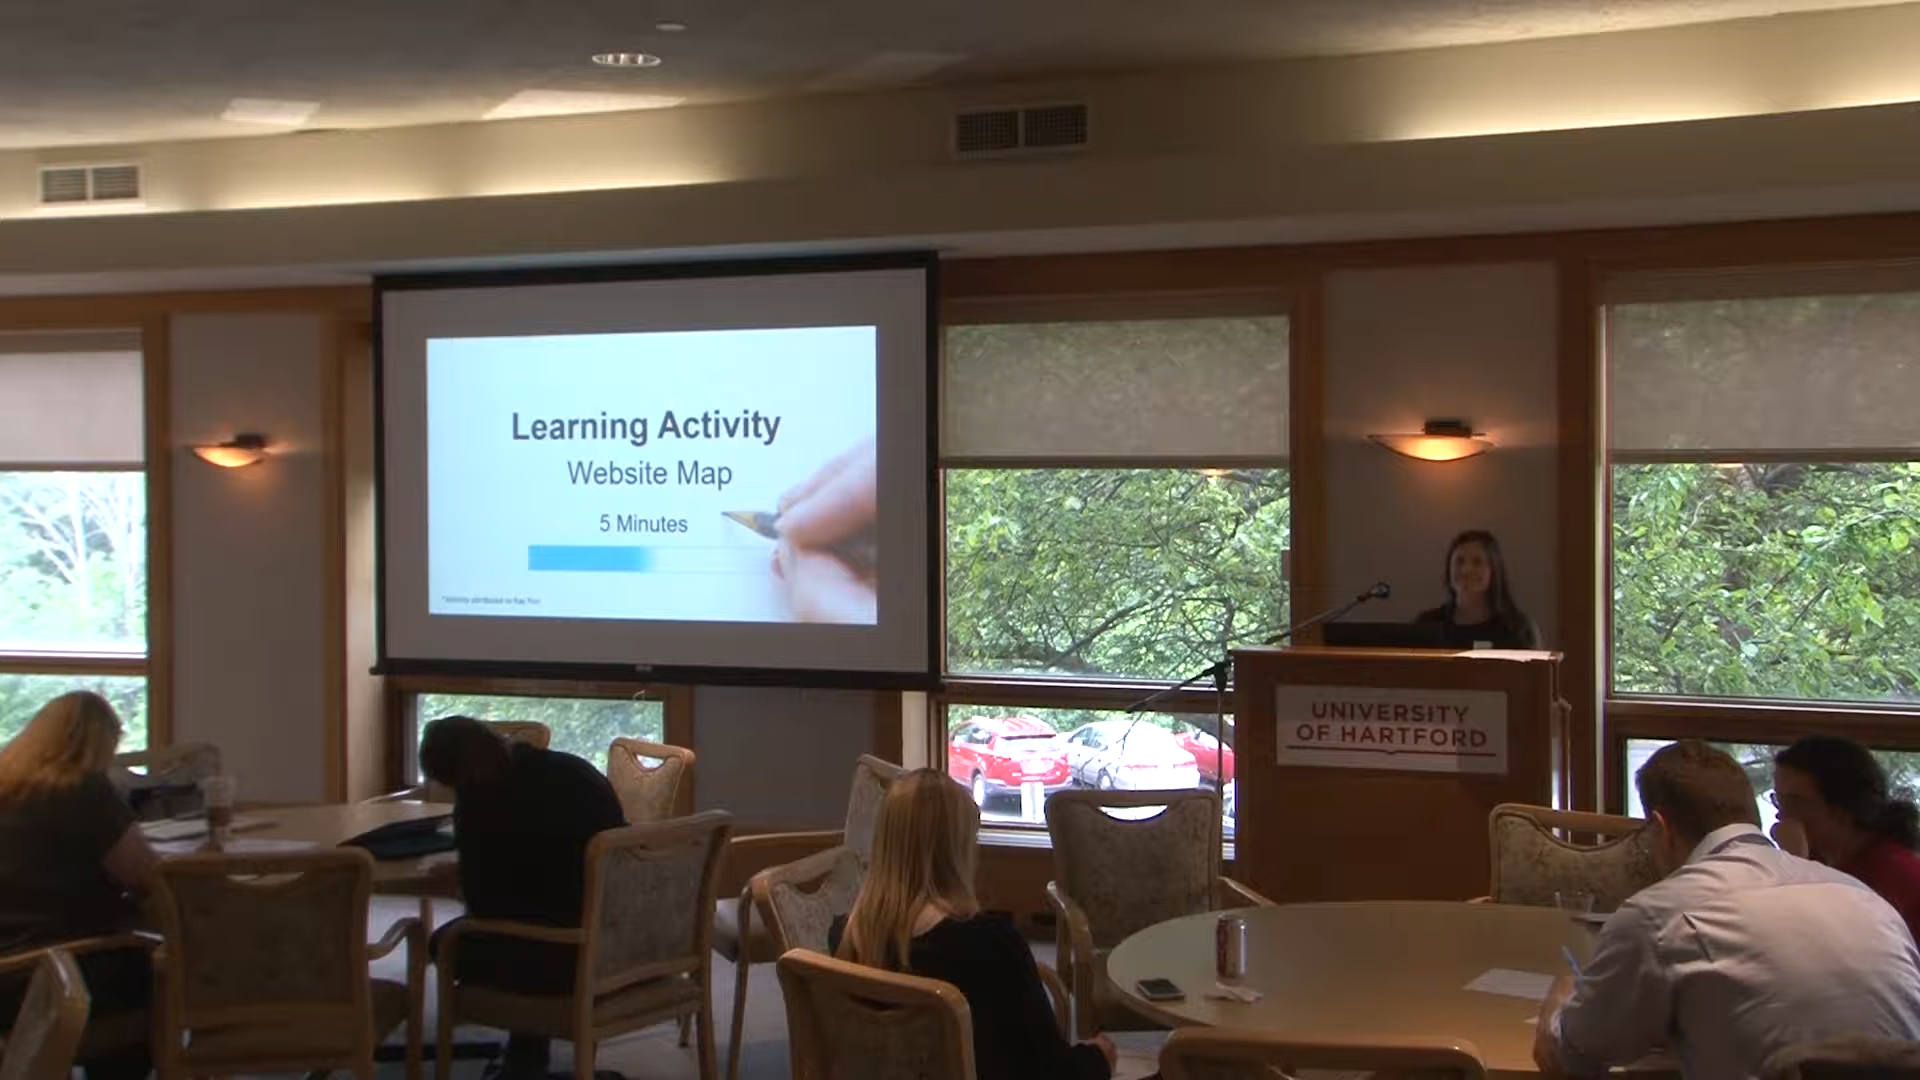 Learning Activity
Website Map
5 Minutes
UNIVERSITY
OF HARTFORD